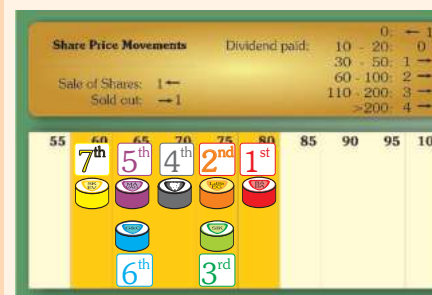 0: ← 1
Share Price Movements Dividend paid: 10 - 20: 0
30 - 50: 1 →
Sale of Shares: 1 ← 60 - 100: 2 →
Sold out: → 1 110 - 200: 3 →
>200: 4 →
55 60 65 70 75 80 85 90 95 10
7th 5th 4th 2nd 1st
6th 3rd